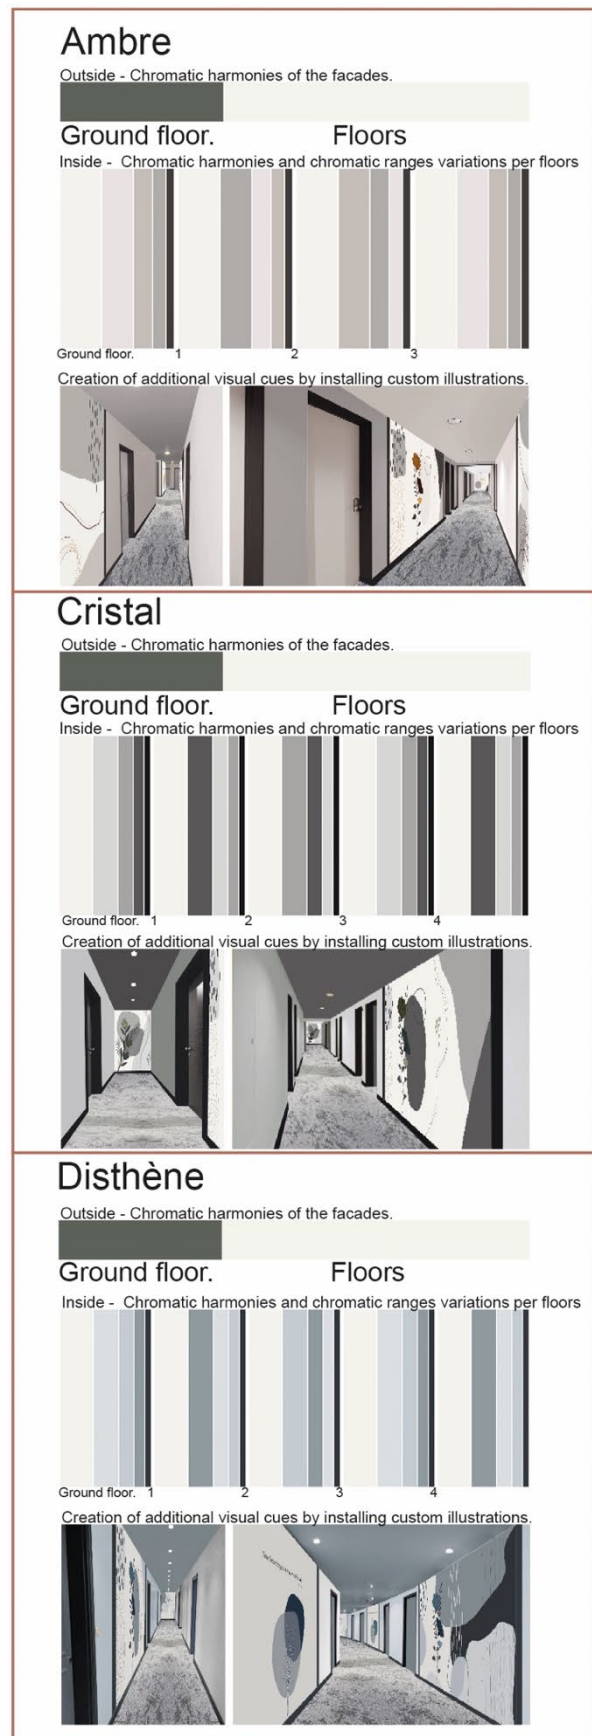 Ambre
Outside - Chromatic harmonies of the facades.
Ground floor. Floors
Inside - Chromatic harmonies and chromatic ranges variations per floors
Ground floor. 1 2 3
Creation of additional visual cues by installing custom illustrations.
Cristal
Outside - Chromatic harmonies of the facades.
Ground floor. Floors
Inside - Chromatic harmonies and chromatic ranges variations per floors
Ground floor. 1 2 3 4
Creation of additional visual cues by installing custom illustrations.
Disthène
Outside - Chromatic harmonies of the facades.
Ground floor. Floors
Inside - Chromatic harmonies and chromatic ranges variations per floors
Ground floor. 1 2 3 4
Creation of additional visual cues by installing custom illustrations.